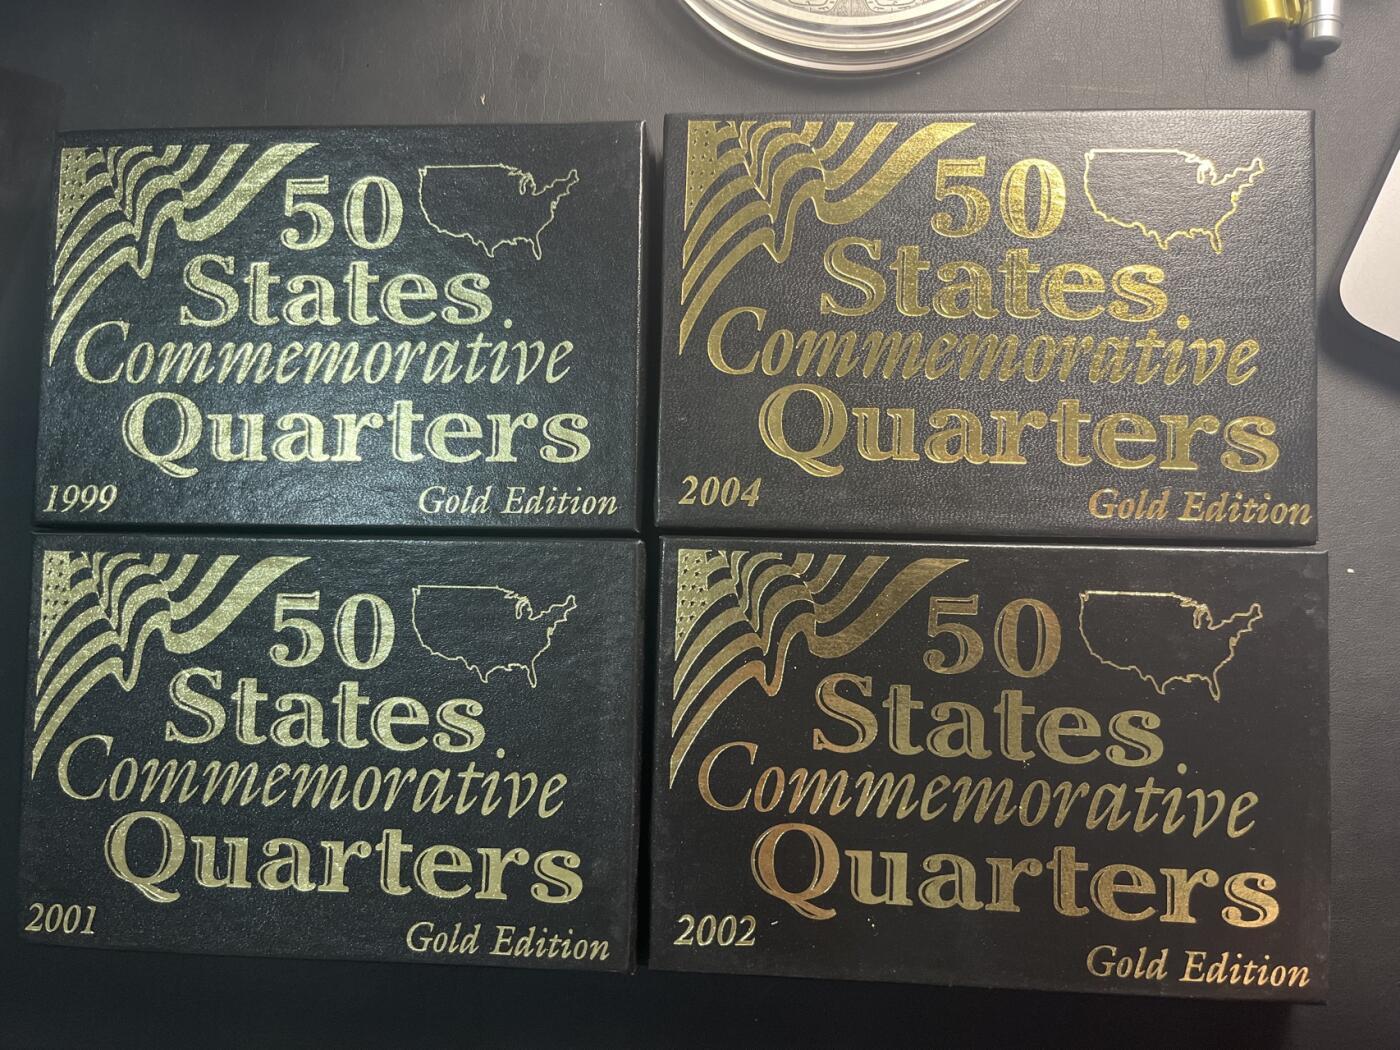 50
States
Commemorative
Quarters
1999
Gold Edition
50
States
Commemorative
Quarters
2004
Gold Edition
50
States
Commemorative
Quarters
2001
Gold Edition
50
States
Commemorative
Quarters
2002
Gold Edition